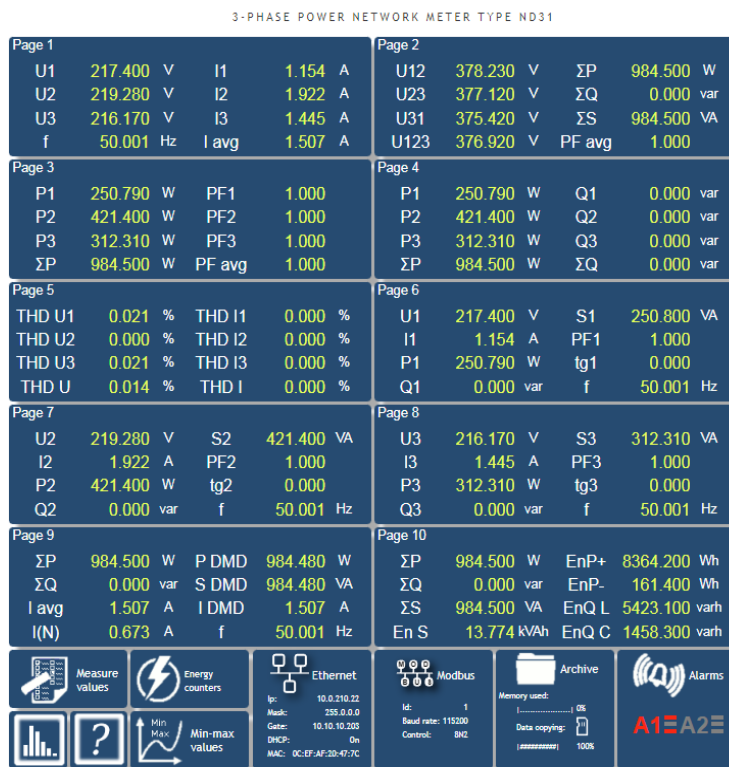 3-PHASE POWER NETWORK METER TYPE ND31
Page 1
U1 217.400 V I1 1.154 A
U2 219.280 V I2 1.922 A
U3 216.170 V I3 1.445 A
f 50.001 Hz I avg 1.507 A
Page 2
U12 378.230 V ΣP 984.500 W
U23 377.120 V ΣQ 0.000 var
U31 375.420 V ΣS 984.500 VA
U123 376.920 V PF avg 1.000
Page 3
P1 250.790 W PF1 1.000
P2 421.400 W PF2 1.000
P3 312.310 W PF3 1.000
ΣP 984.500 W PF avg 1.000
Page 4
P1 250.790 W Q1 0.000 var
P2 421.400 W Q2 0.000 var
P3 312.310 W Q3 0.000 var
ΣP 984.500 W ΣQ 0.000 var
Page 5
THD U1 0.021 % THD I1 0.000 %
THD U2 0.000 % THD I2 0.000 %
THD U3 0.021 % THD I3 0.000 %
THD U 0.014 % THD I 0.000 %
Page 6
U1 217.400 V S1 250.800 VA
I1 1.154 A PF1 1.000
P1 250.790 W tg1 0.000
Q1 0.000 var f 50.001 Hz
Page 7
U2 219.280 V S2 421.400 VA
I2 1.922 A PF2 1.000
P2 421.400 W tg2 0.000
Q2 0.000 var f 50.001 Hz
Page 8
U3 216.170 V S3 312.310 VA
I3 1.445 A PF3 1.000
P3 312.310 W tg3 0.000
Q3 0.000 var f 50.001 Hz
Page 9
ΣP 984.500 W P DMD 984.480 W
ΣQ 0.000 var S DMD 984.480 VA
I avg 1.507 A I DMD 1.507 A
I(N) 0.673 A f 50.001 Hz
Page 10
ΣP 984.500 W EnP+ 8364.200 Wh
ΣQ 0.000 var EnP- 161.400 Wh
ΣS 984.500 VA EnQ L 5423.100 varh
En S 13.774 kVAh EnQ C 1458.300 varh
Measure
values
Energy
counters
?
Min
Max
Min-max
values
Ethernet
Ip: 10.0.210.22
Mask: 255.0.0.0
Gate: 10.10.10.203
DHCP: On
MAC: 0C:EF:AF:20:47:7C
Modbus
Id: 1
Baud rate: 115200
Control: 8N2
Archive
Memory used:
|....................| 0%
Data copying:
|##########| 100%
Alarms
A1 A2